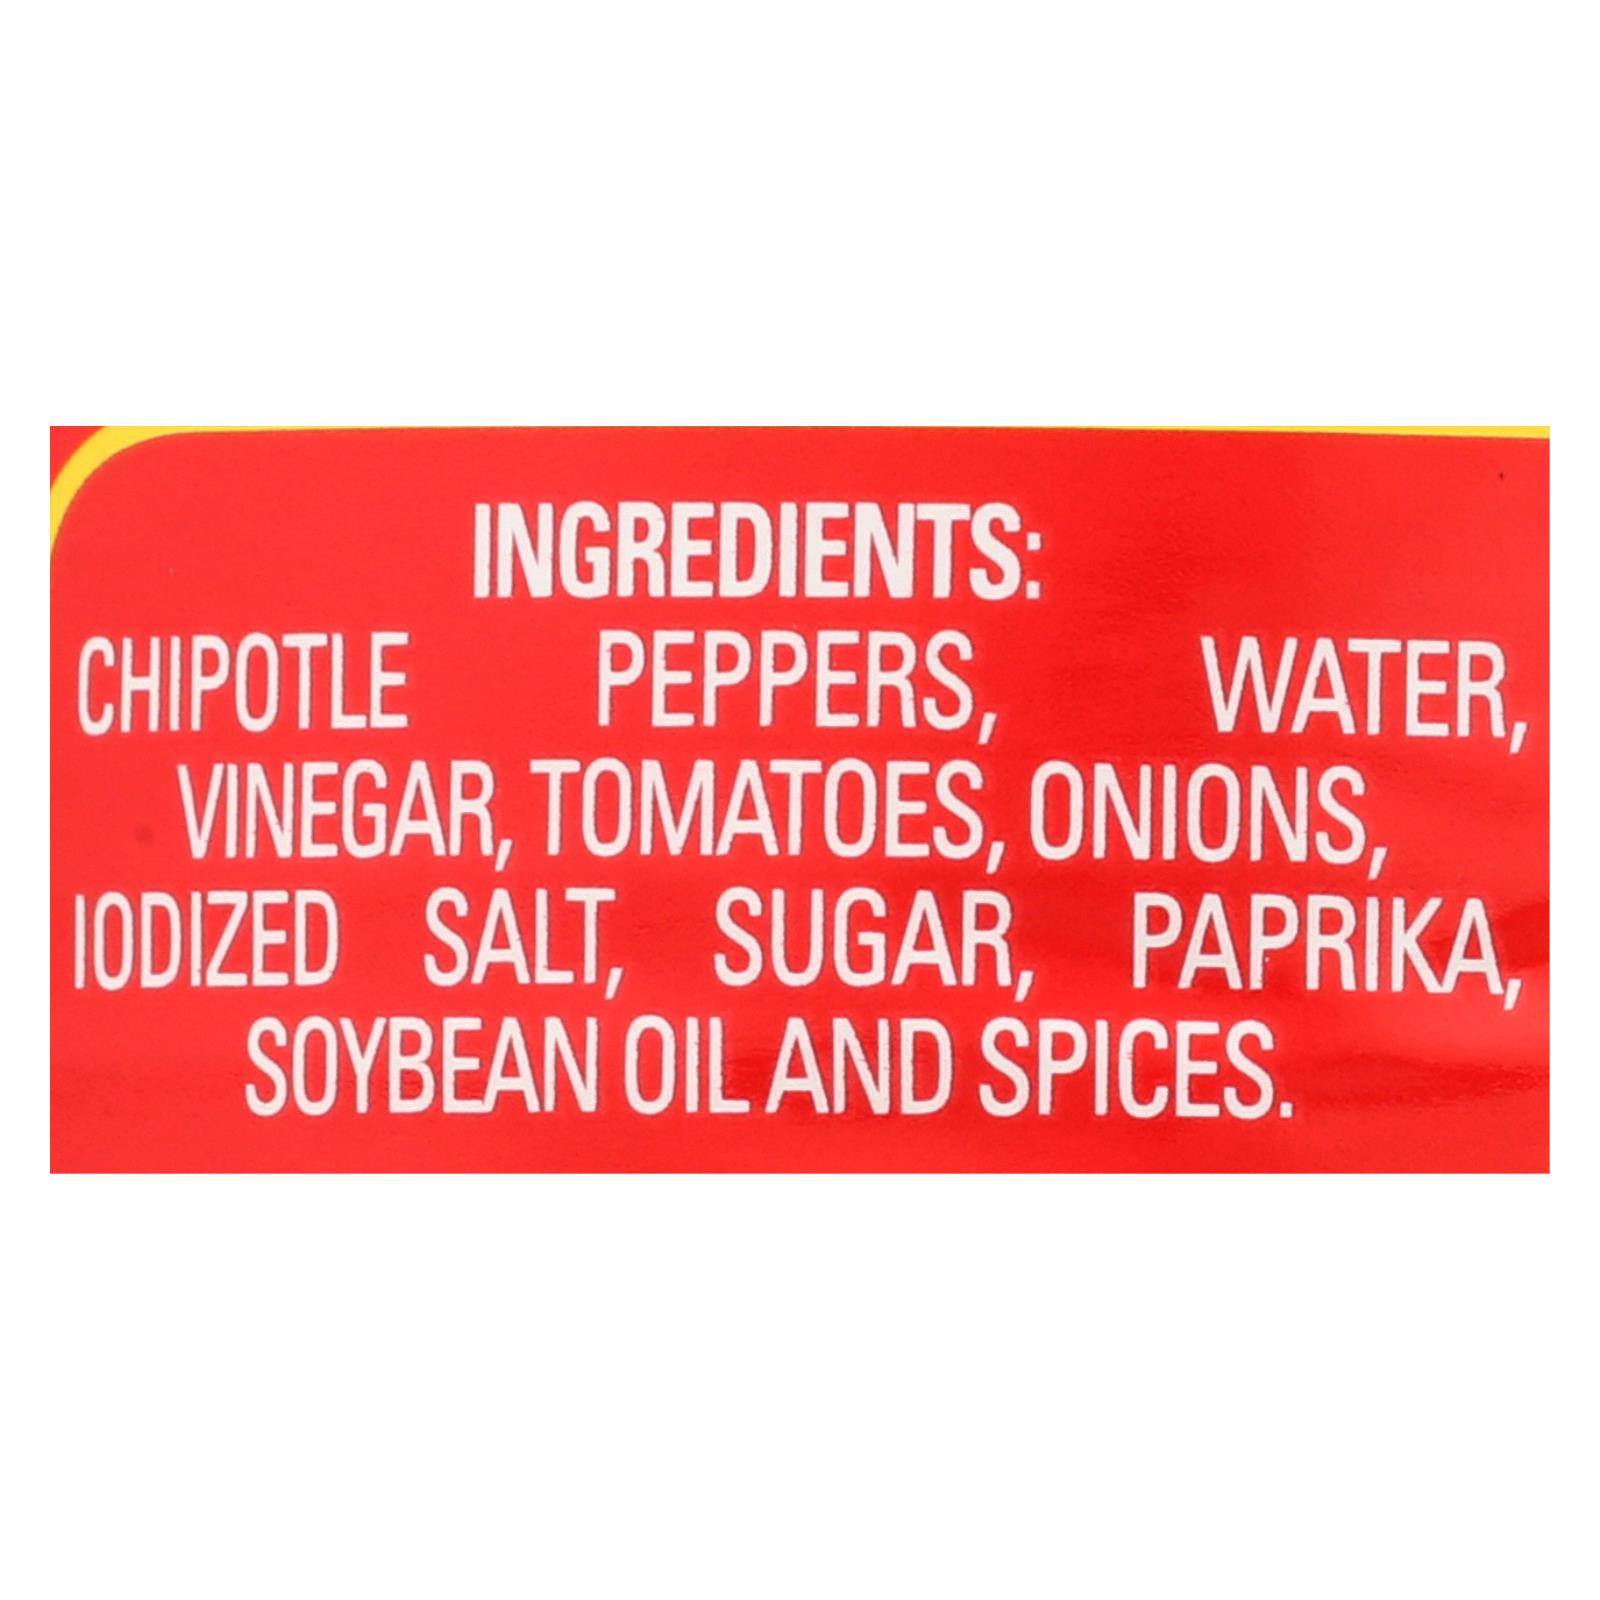 INGREDIENTS:
CHIPOTLE PEPPERS, WATER,
VINEGAR, TOMATOES, ONIONS,
IODIZED SALT, SUGAR, PAPRIKA,
SOYBEAN OIL AND SPICES.